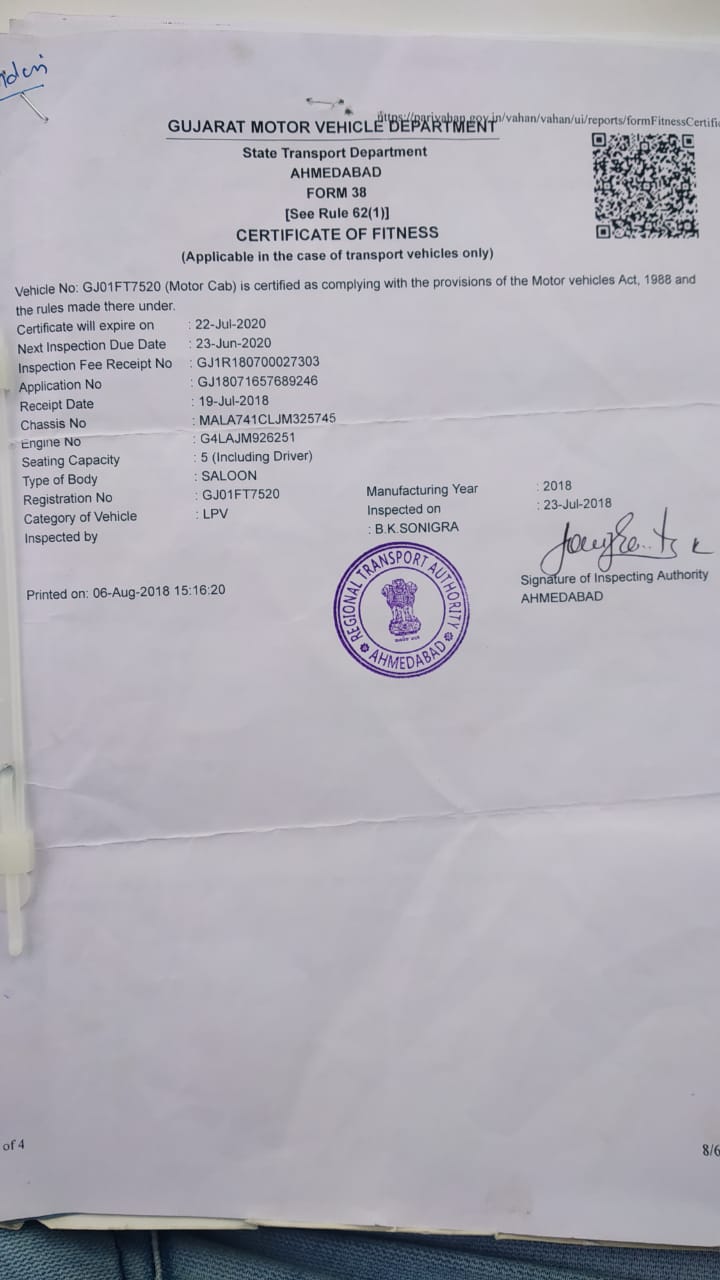 https://parivahan.gov.in/vahan/vahan/ui/reports/formFitnessCertific
GUJARAT MOTOR VEHICLE DEPARTMENT
State Transport Department
AHMEDABAD
FORM 38
[See Rule 62(1)]
CERTIFICATE OF FITNESS
(Applicable in the case of transport vehicles only)
Vehicle No: GJ01FT7520 (Motor Cab) is certified as complying with the provisions of the Motor vehicles Act, 1988 and
the rules made there under.
Certificate will expire on : 22-Jul-2020
Next Inspection Due Date : 23-Jun-2020
Inspection Fee Receipt No : GJ1R180700027303
Application No : GJ18071657689246
Receipt Date : 19-Jul-2018
Chassis No : MALA741CLJM325745
Engine No : G4LAJM926251
Seating Capacity : 5 (Including Driver)
Type of Body : SALOON
Registration No : GJ01FT7520 Manufacturing Year : 2018
Category of Vehicle : LPV Inspected on : 23-Jul-2018
Inspected by : B.K.SONIGRA
Signature of Inspecting Authority
AHMEDABAD
Printed on: 06-Aug-2018 15:16:20
REGIONAL TRANSPORT AUTHORITY
AHMEDABAD
of 4
8/6